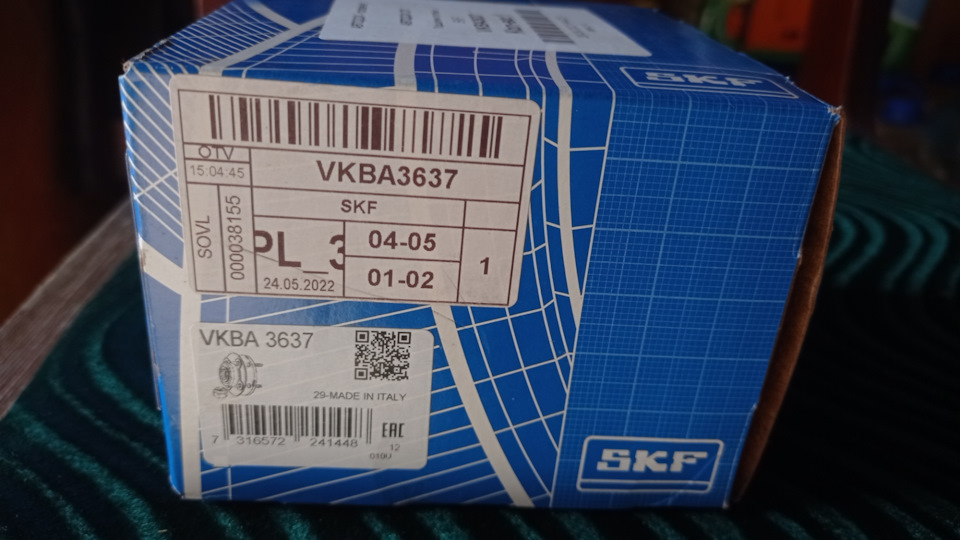 SKF
OTV
15:04:45
VKBA3637
SKF
SOVL
000038155
PL_3
04-05
01-02
1
24.05.2022
VKBA 3637
29-MADE IN ITALY
7 316572 241448
EAC
12
010U
SKF